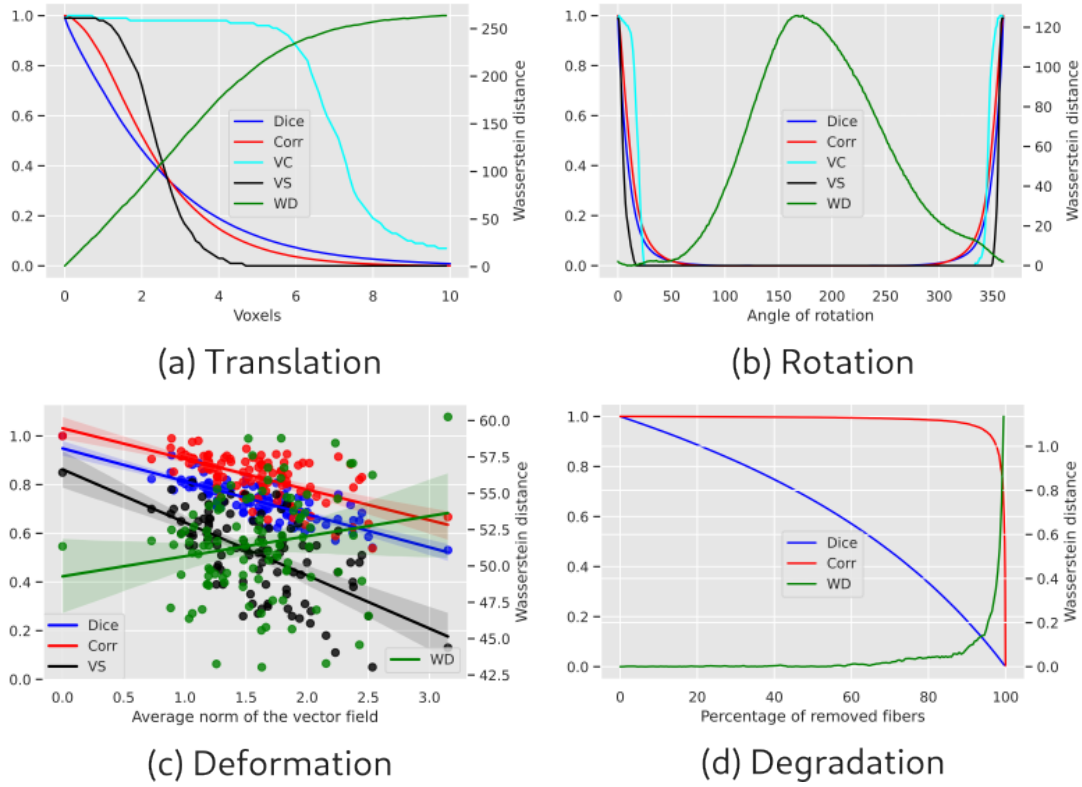 1.0
0.8
0.6
0.4
0.2
0.0
250
200
150
100
50
0
Wasserstein distance
Dice
Corr
VC
VS
WD
0 2 4 6 8 10
Voxels
(a) Translation
1.0
0.8
0.6
0.4
0.2
0.0
120
100
80
60
40
20
0
Wasserstein distance
Dice
Corr
VC
VS
WD
0 50 100 150 200 250 300 350
Angle of rotation
(b) Rotation
1.0
0.8
0.6
0.4
0.2
0.0
60.0
57.5
55.0
52.5
50.0
47.5
45.0
42.5
Wasserstein distance
Dice
Corr
VS
WD
0.0 0.5 1.0 1.5 2.0 2.5 3.0
Average norm of the vector field
(c) Deformation
1.0
0.8
0.6
0.4
0.2
0.0
1.0
0.8
0.6
0.4
0.2
0.0
Wasserstein distance
Dice
Corr
WD
0 20 40 60 80 100
Percentage of removed fibers
(d) Degradation